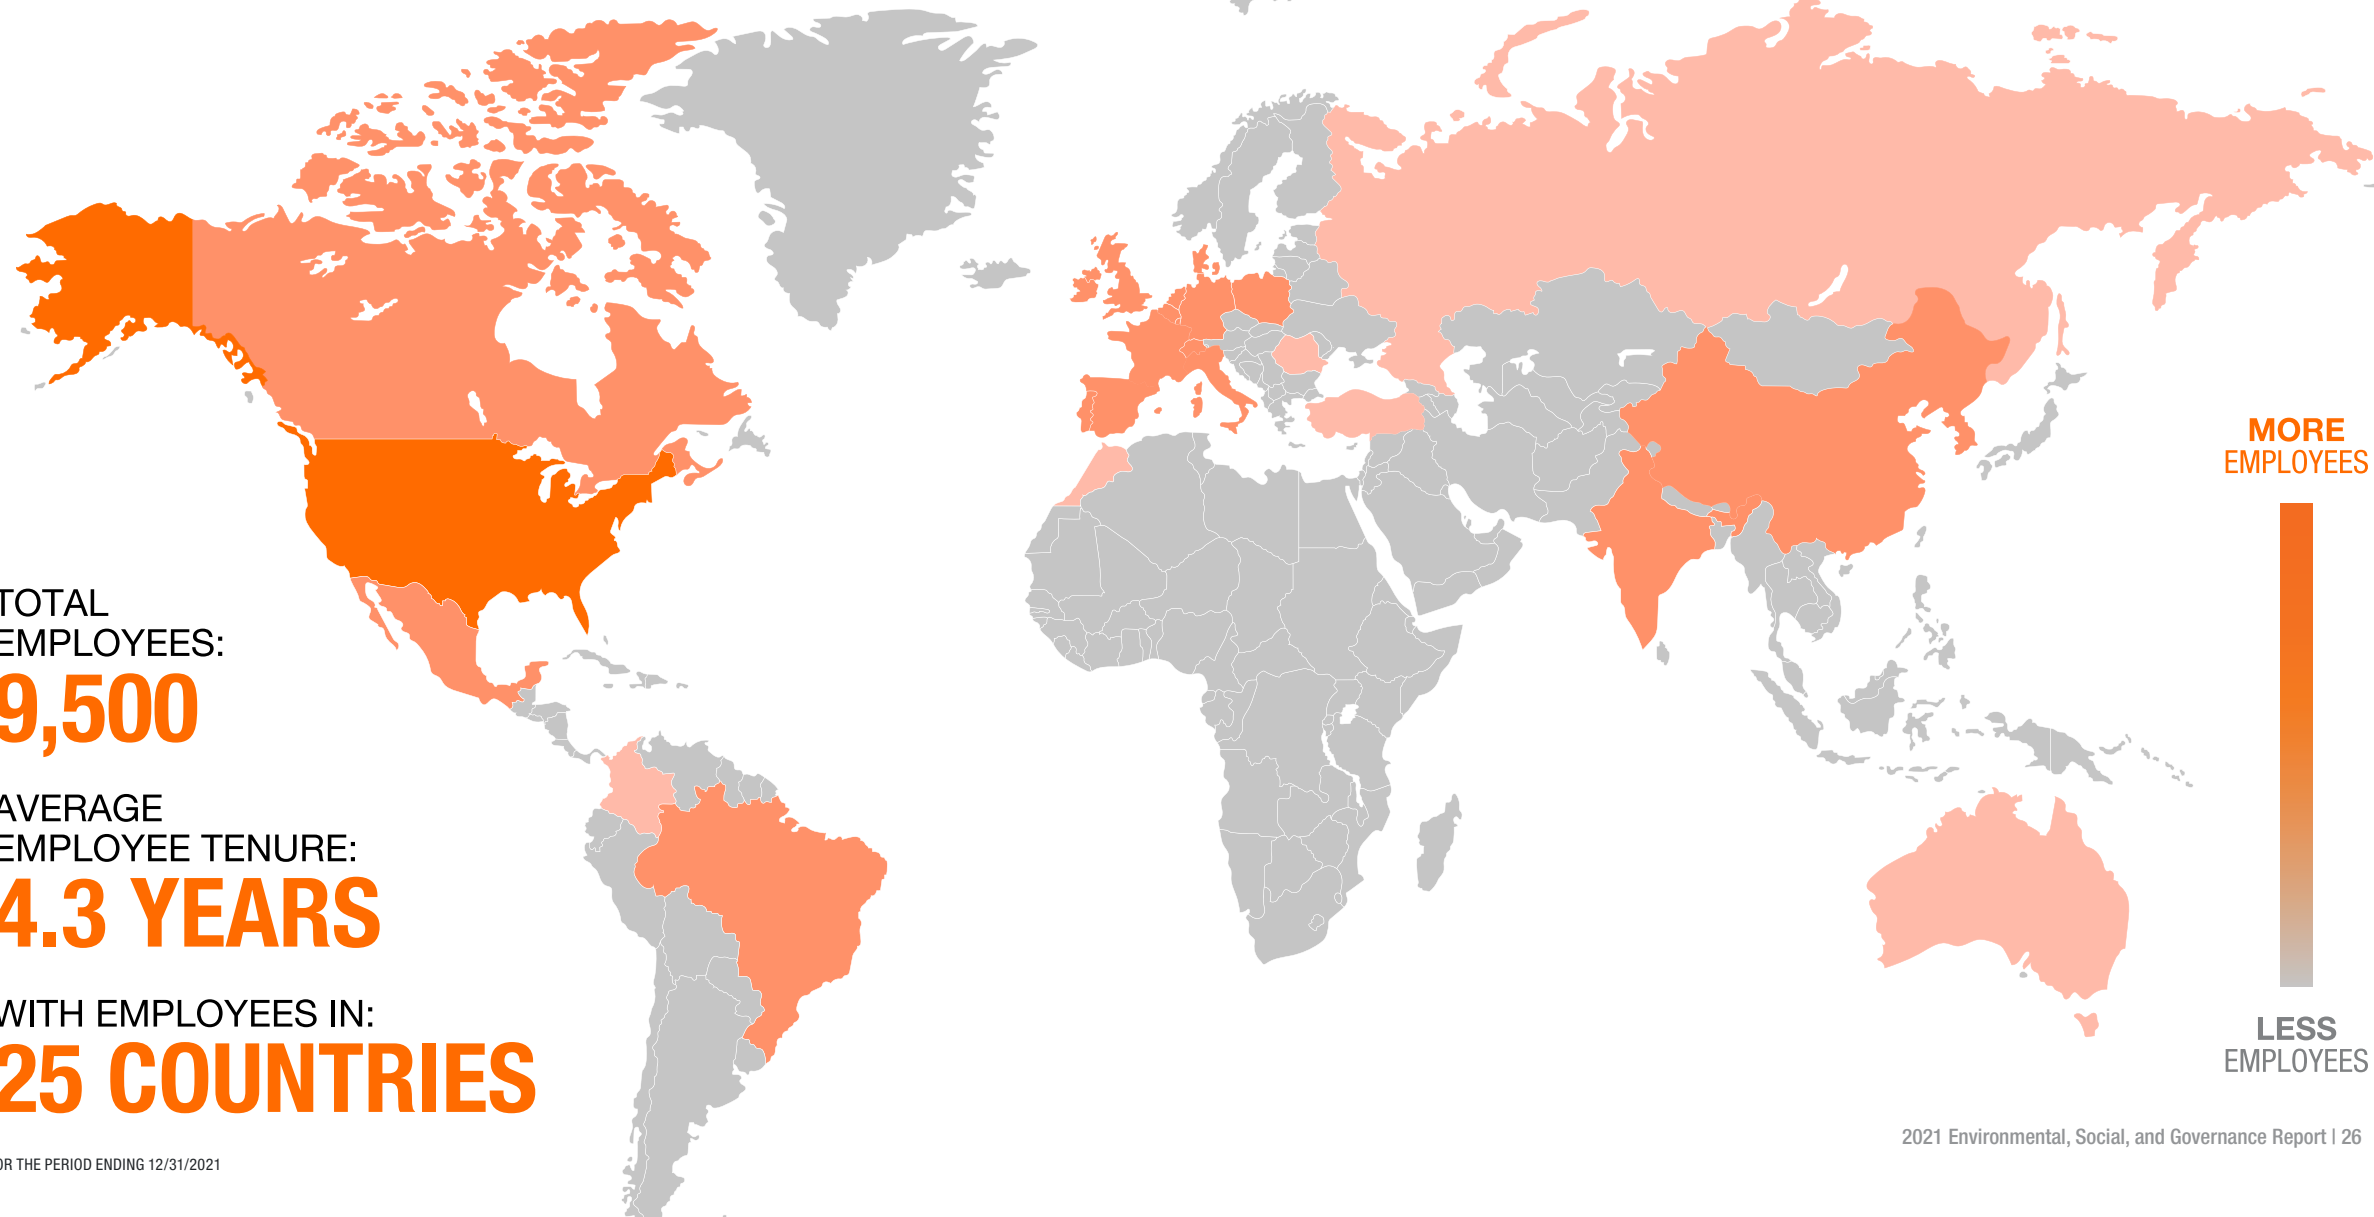 TOTAL
EMPLOYEES:
9,500
AVERAGE
EMPLOYEE TENURE:
4.3 YEARS
WITH EMPLOYEES IN:
25 COUNTRIES
OR THE PERIOD ENDING 12/31/2021
MORE
EMPLOYEES
LESS
EMPLOYEES
2021 Environmental, Social, and Governance Report | 26